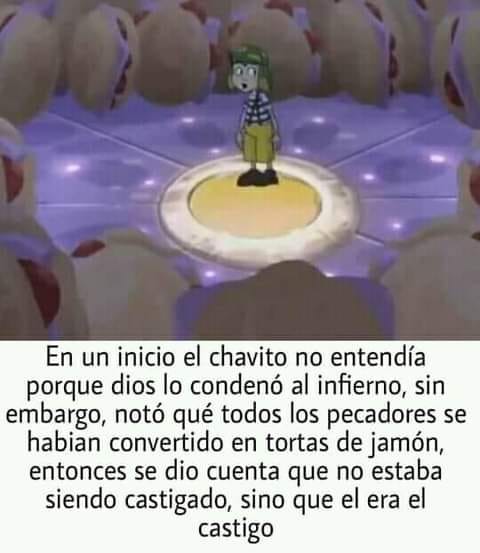 En un inicio el chavito no entendía
porque dios lo condenó al infierno, sin
embargo, notó qué todos los pecadores se
habian convertido en tortas de jamón,
entonces se dio cuenta que no estaba
siendo castigado, sino que el era el
castigo